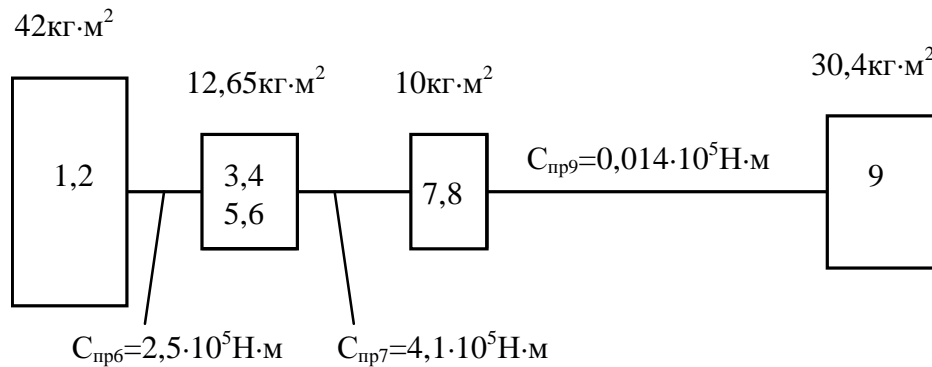 42кг·м²
12,65кг·м²
10кг·м²
30,4кг·м²
1,2
3,4
5,6
7,8
Cпр9=0,014·10⁵Н·м
9
Cпр6=2,5·10⁵Н·м
Cпр7=4,1·10⁵Н·м